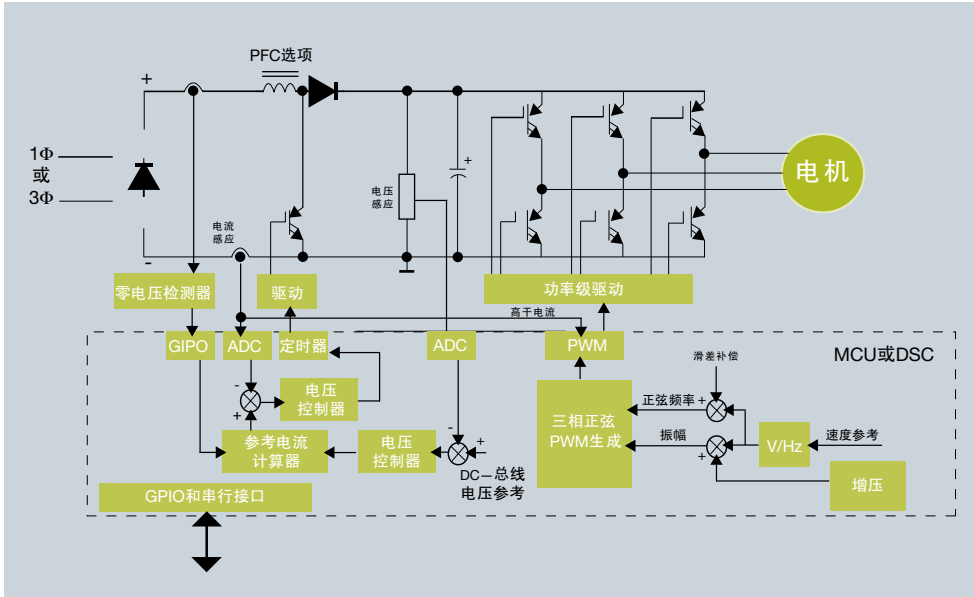 PFC选项
+
1Φ
或
3Φ
-
电流
感应
电压
感应
+
电机
零电压检测器
驱动
功率级驱动
高干电流
GIPO
ADC
定时器
ADC
PWM
MCU或DSC
滑差补偿
-
+
电压
控制器
三相正弦
PWM生成
正弦频率
+
振幅
+
V/Hz
速度参考
参考电流
计算器
电压
控制器
-
+
DC—总线
电压参考
增压
GPIO和串行接口